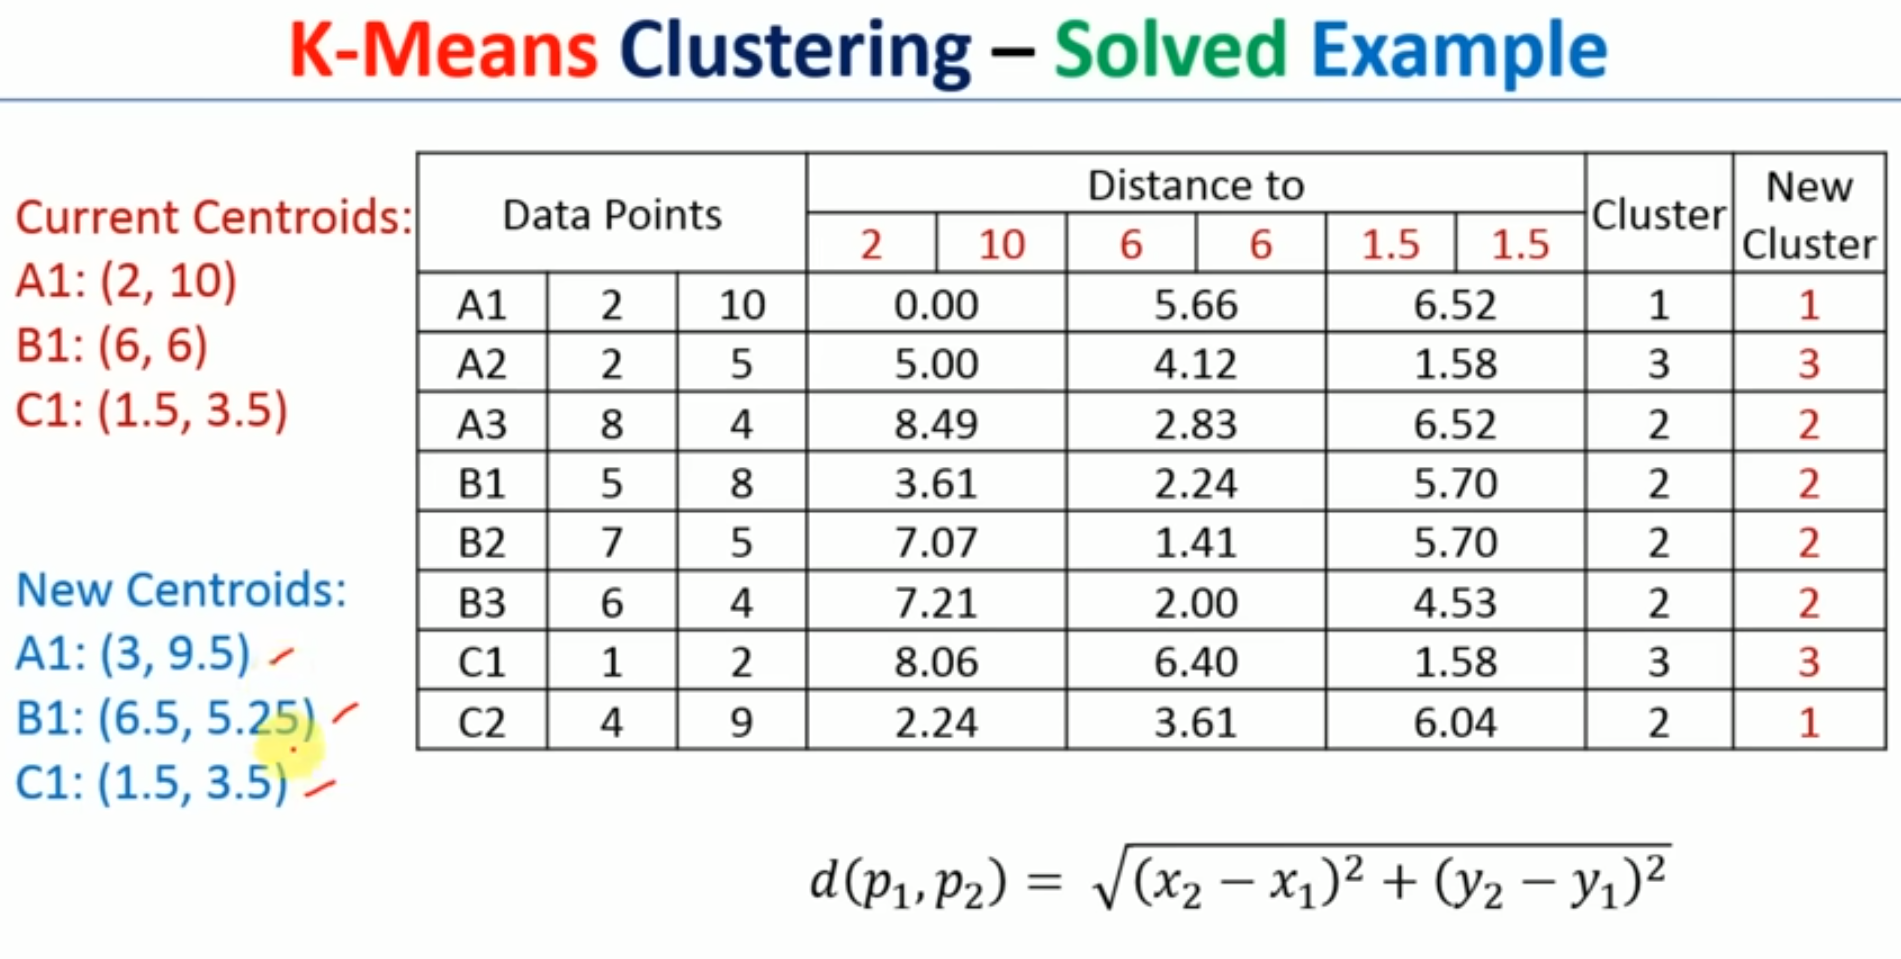 K-Means Clustering – Solved Example
Current Centroids:
A1: (2, 10)
B1: (6, 6)
C1: (1.5, 3.5)
New Centroids:
A1: (3, 9.5)
B1: (6.5, 5.25)
C1: (1.5, 3.5)
Data Points Distance to Cluster New Cluster
2 10 6 6 1.5 1.5
A1 2 10 0.00 5.66 6.52 1 1
A2 2 5 5.00 4.12 1.58 3 3
A3 8 4 8.49 2.83 6.52 2 2
B1 5 8 3.61 2.24 5.70 2 2
B2 7 5 7.07 1.41 5.70 2 2
B3 6 4 7.21 2.00 4.53 2 2
C1 1 2 8.06 6.40 1.58 3 3
C2 4 9 2.24 3.61 6.04 2 1
d(p₁, p₂) = √(x₂ − x₁)² + (y₂ − y₁)²